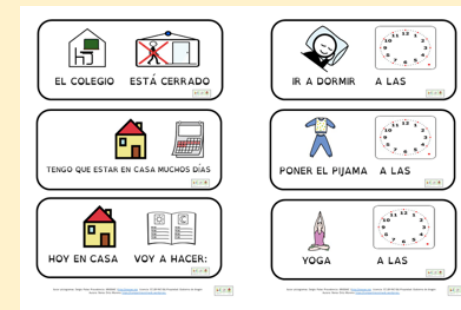 EL COLEGIO ESTÁ CERRADO
TENGO QUE ESTAR EN CASA MUCHOS DÍAS
HOY EN CASA VOY A HACER:
IR A DORMIR A LAS
PONER EL PIJAMA A LAS
YOGA A LAS